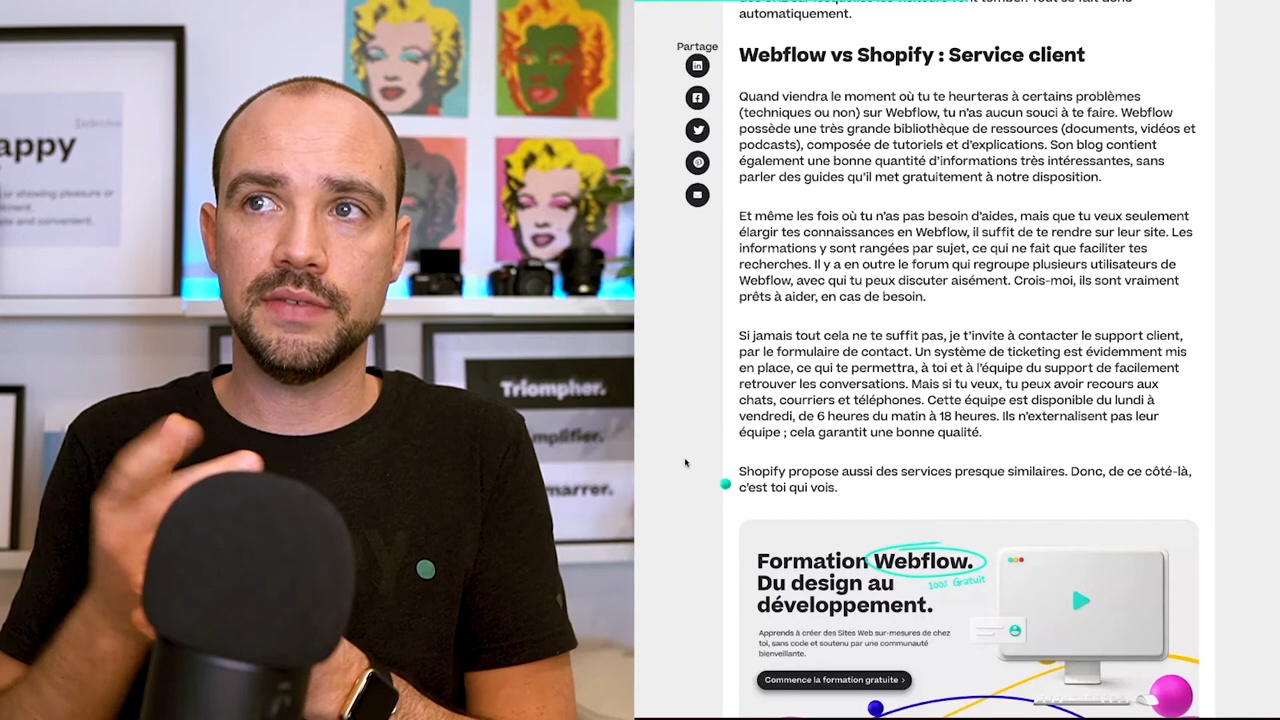 appy
or showing pleasure or
Triompher.
amplifier.
marrer.
automatiquement.
Partage
Webflow vs Shopify : Service client
Quand viendra le moment où tu te heurteras à certains problèmes
(techniques ou non) sur Webflow, tu n'as aucun souci à te faire. Webflow
possède une très grande bibliothèque de ressources (documents, vidéos et
podcasts), composée de tutoriels et d'explications. Son blog contient
également une bonne quantité d'informations très intéressantes, sans
parler des guides qu'il met gratuitement à notre disposition.
Et même les fois où tu n'as pas besoin d'aides, mais que tu veux seulement
élargir tes connaissances en Webflow, il suffit de te rendre sur leur site. Les
informations y sont rangées par sujet, ce qui ne fait que faciliter tes
recherches. Il y a en outre le forum qui regroupe plusieurs utilisateurs de
Webflow, avec qui tu peux discuter aisément. Crois-moi, ils sont vraiment
prêts à aider, en cas de besoin.
Si jamais tout cela ne te suffit pas, je t'invite à contacter le support client,
par le formulaire de contact. Un système de ticketing est évidemment mis
en place, ce qui te permettra, à toi et à l'équipe du support de facilement
retrouver les conversations. Mais si tu veux, tu peux avoir recours aux
chats, courriers et téléphones. Cette équipe est disponible du lundi à
vendredi, de 6 heures du matin à 18 heures. Ils n'externalisent pas leur
équipe ; cela garantit une bonne qualité.
Shopify propose aussi des services presque similaires. Donc, de ce côté-là,
c'est toi qui vois.
Formation Webflow.
100% Gratuit
Du design au
développement.
Apprends à créer des Sites Web sur-mesures de chez
toi, sans code et soutenu par une communauté
bienveillante.
Commence la formation gratuite ›